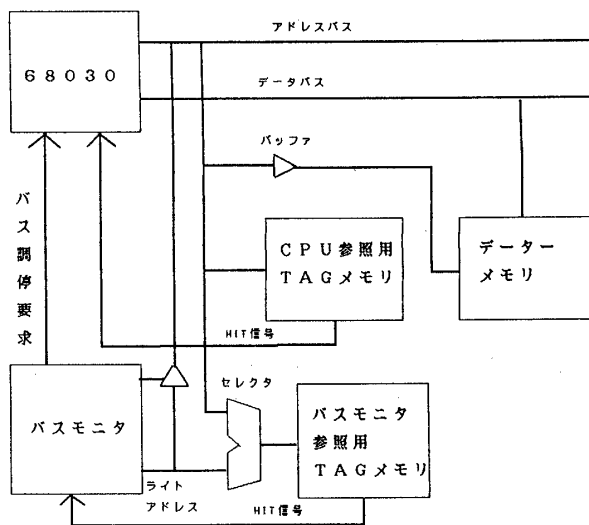 アドレスバス
６８０３０
データバス
バッファ
バス調停要求
ＣＰＵ参照用
ＴＡＧメモリ
データー
メモリ
HIT信号
セレクタ
バスモニタ
バスモニタ
参照用
ＴＡＧメモリ
ライト
アドレス
HIT信号